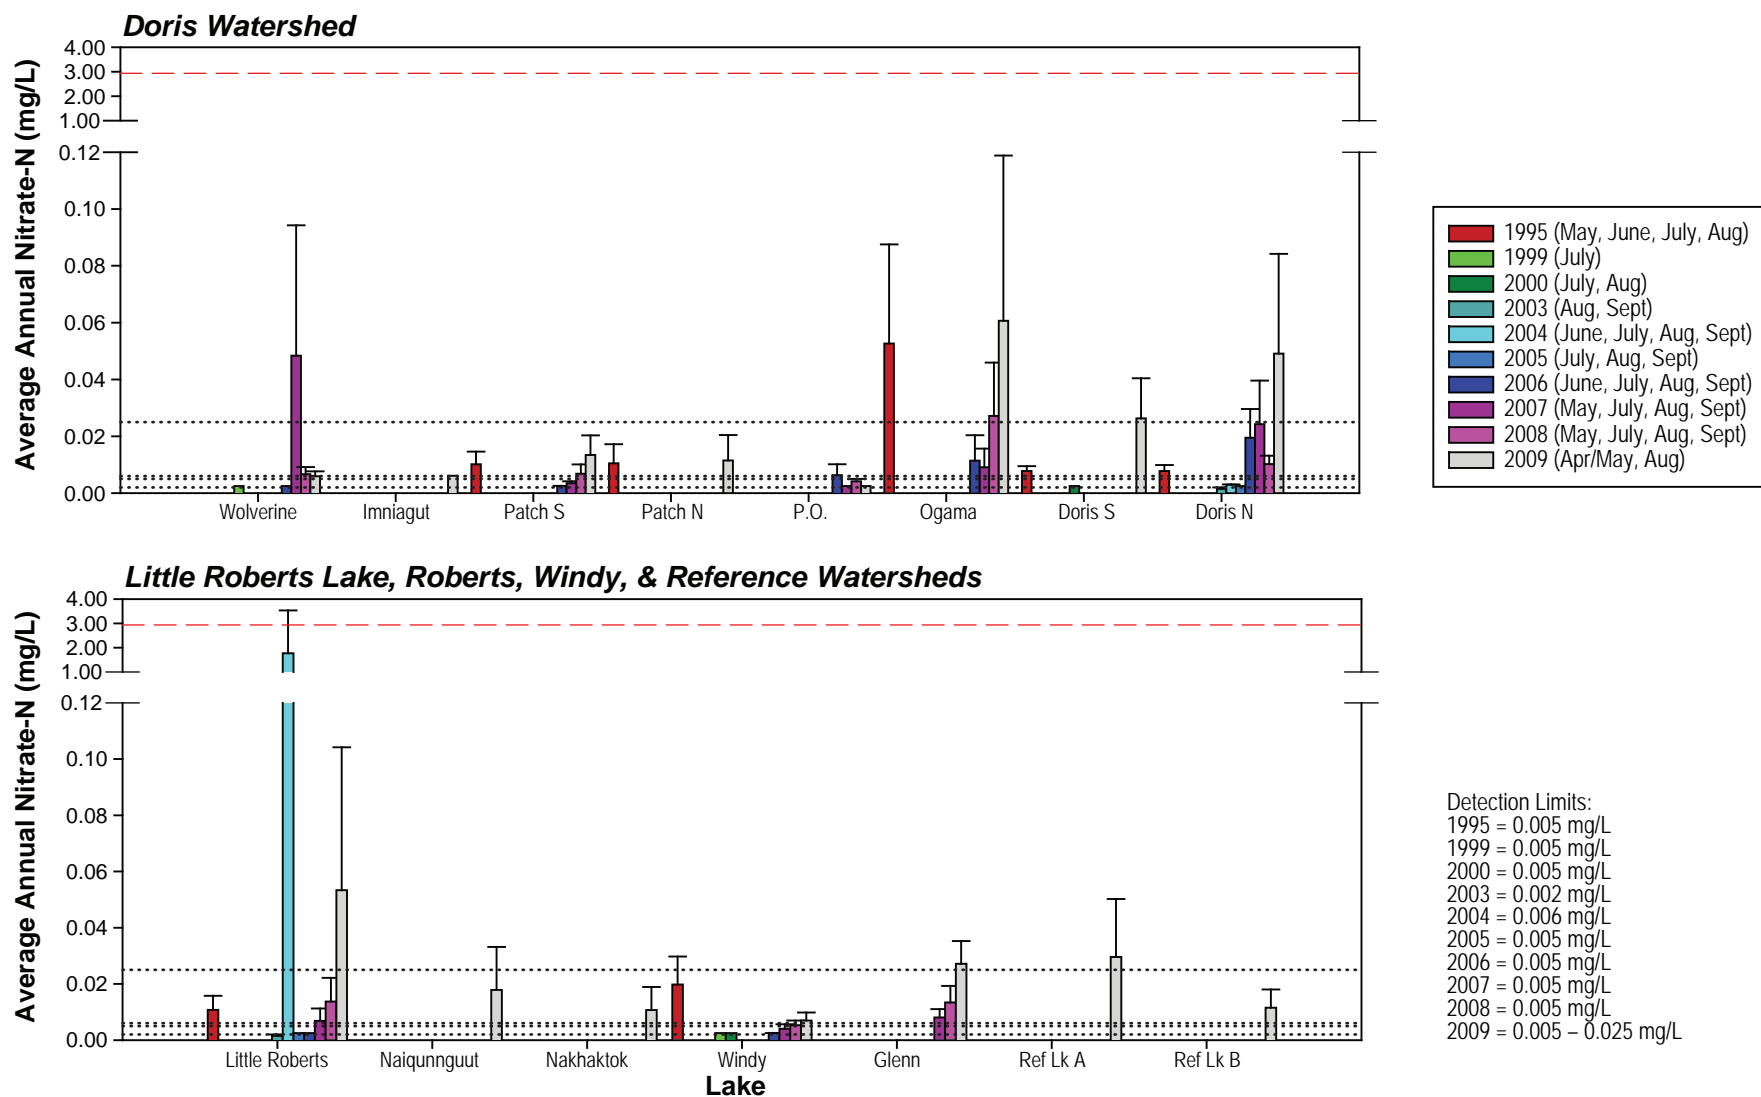 Doris Watershed
Average Annual Nitrate-N (mg/L)
4.00
3.00
2.00
1.00
0.12
0.10
0.08
0.06
0.04
0.02
0.00
Wolverine Imniagut Patch S Patch N P.O. Ogama Doris S Doris N
1995 (May, June, July, Aug)
1999 (July)
2000 (July, Aug)
2003 (Aug, Sept)
2004 (June, July, Aug, Sept)
2005 (July, Aug, Sept)
2006 (June, July, Aug, Sept)
2007 (May, July, Aug, Sept)
2008 (May, July, Aug, Sept)
2009 (Apr/May, Aug)
Little Roberts Lake, Roberts, Windy, & Reference Watersheds
Average Annual Nitrate-N (mg/L)
4.00
3.00
2.00
1.00
0.12
0.10
0.08
0.06
0.04
0.02
0.00
Little Roberts Naiqunnguut Nakhaktok Windy Glenn Ref Lk A Ref Lk B
Lake
Detection Limits:
1995 = 0.005 mg/L
1999 = 0.005 mg/L
2000 = 0.005 mg/L
2003 = 0.002 mg/L
2004 = 0.006 mg/L
2005 = 0.005 mg/L
2006 = 0.005 mg/L
2007 = 0.005 mg/L
2008 = 0.005 mg/L
2009 = 0.005 – 0.025 mg/L